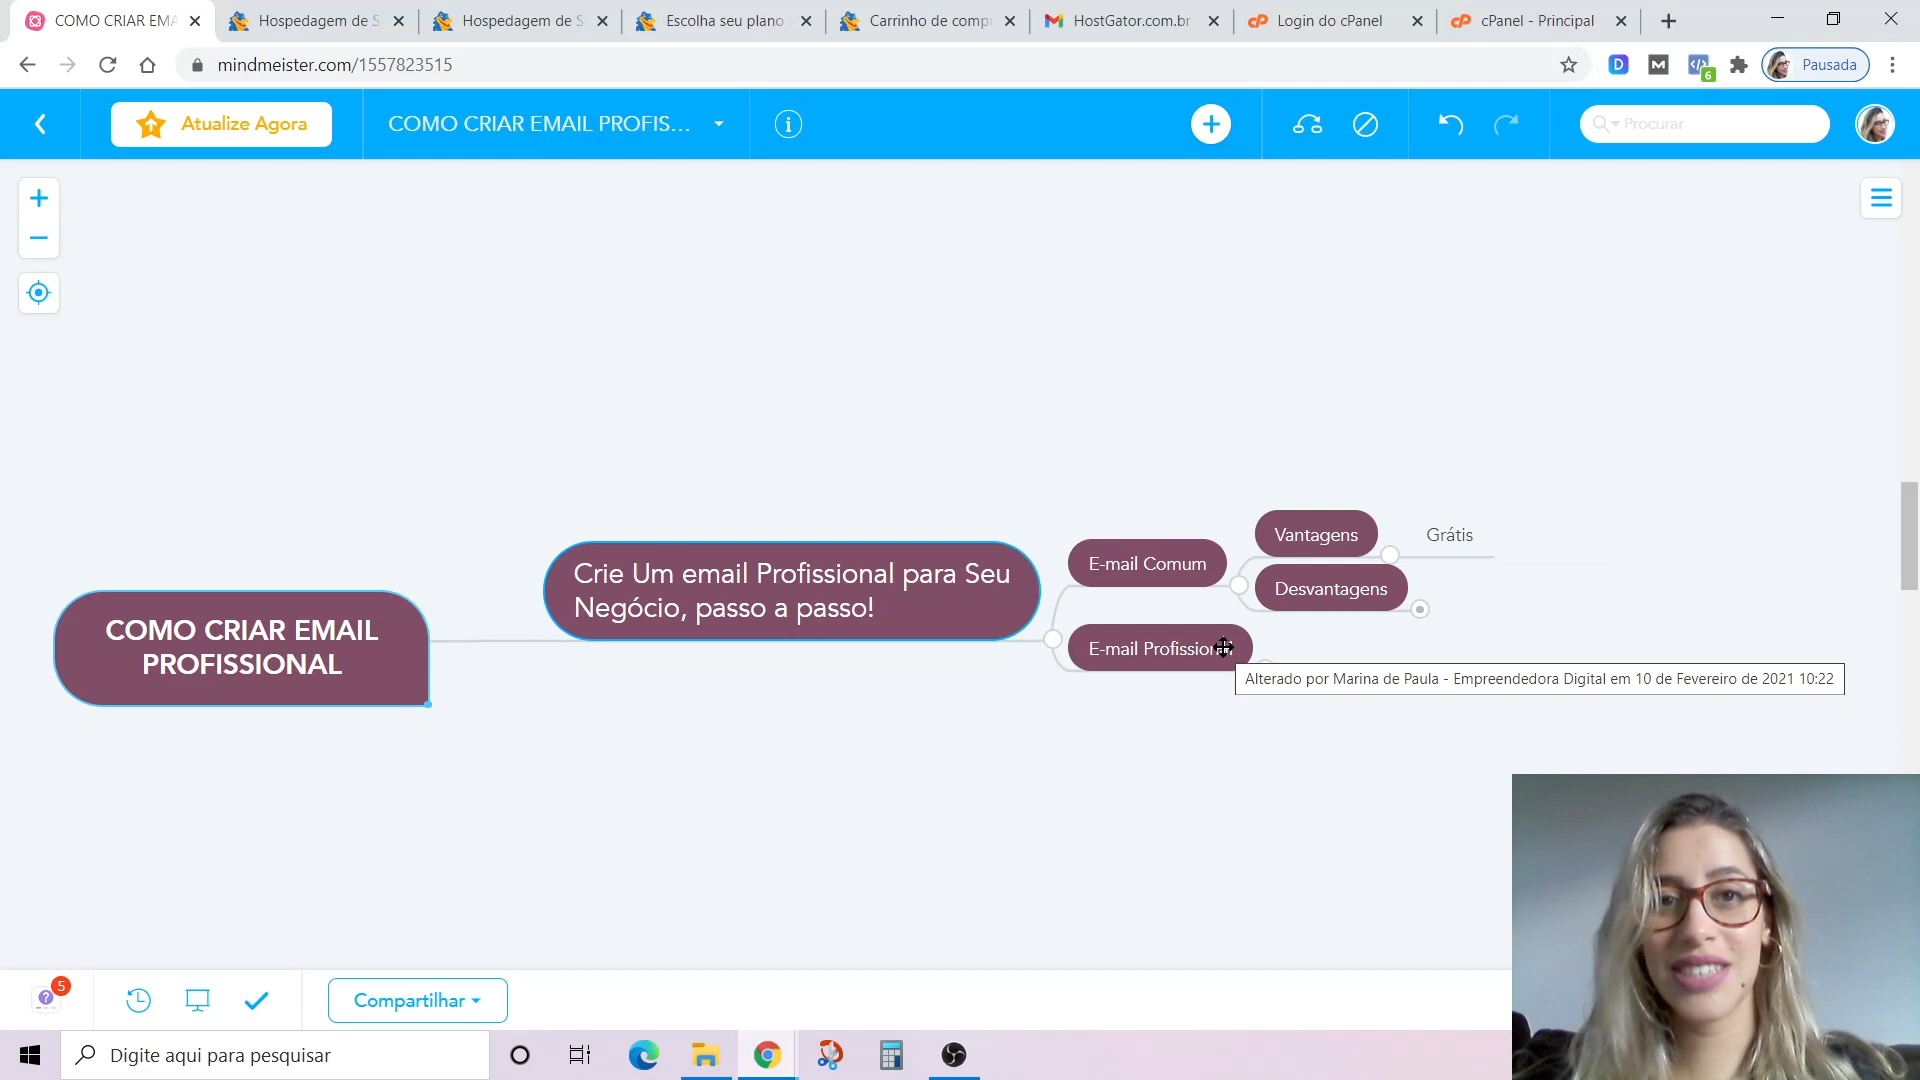 COMO CRIAR EMA
Hospedagem de S
Hospedagem de S
Escolha seu plano
Carrinho de comp
HostGator.com.br
Login do cPanel
cPanel - Principal
mindmeister.com/1557823515
D
M
6
Pausada
Atualize Agora
COMO CRIAR EMAIL PROFIS...
Procurar
Vantagens
Grátis
E-mail Comum
Desvantagens
Crie Um email Profissional para Seu
Negócio, passo a passo!
COMO CRIAR EMAIL
PROFISSIONAL
E-mail Profissional
Alterado por Marina de Paula - Empreendedora Digital em 10 de Fevereiro de 2021 10:22
5
Compartilhar
Digite aqui para pesquisar